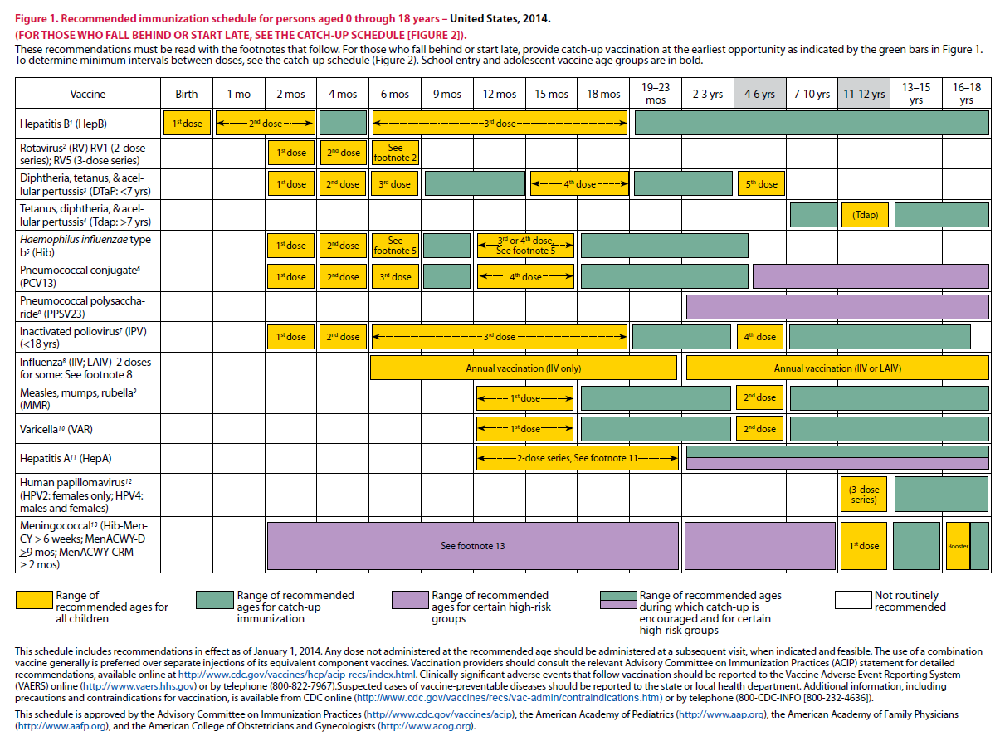 Figure 1. Recommended immunization schedule for persons aged 0 through 18 years – United States, 2014.
(FOR THOSE WHO FALL BEHIND OR START LATE, SEE THE CATCH-UP SCHEDULE [FIGURE 2]).
These recommendations must be read with the footnotes that follow. For those who fall behind or start late, provide catch-up vaccination at the earliest opportunity as indicated by the green bars in Figure 1.
To determine minimum intervals between doses, see the catch-up schedule (Figure 2). School entry and adolescent vaccine age groups are in bold.
Vaccine Birth 1 mo 2 mos 4 mos 6 mos 9 mos 12 mos 15 mos 18 mos 19–23 mos 2-3 yrs 4-6 yrs 7-10 yrs 11-12 yrs 13–15 yrs 16–18 yrs
Hepatitis B¹ (HepB) 1st dose 2nd dose 3rd dose
Rotavirus² (RV) RV1 (2-dose
series); RV5 (3-dose series)
1st dose 2nd dose See
footnote 2
Diphtheria, tetanus, & acel-
lular pertussis³ (DTaP: <7 yrs)
1st dose 2nd dose 3rd dose 4th dose 5th dose
Tetanus, diphtheria, & acel-
lular pertussis⁴ (Tdap: ≥7 yrs)
(Tdap)
Haemophilus influenzae type
b⁵ (Hib)
1st dose 2nd dose See
footnote 5
3rd or 4th dose,
See footnote 5
Pneumococcal conjugate⁶
(PCV13)
1st dose 2nd dose 3rd dose 4th dose
Pneumococcal polysaccha-
ride⁶ (PPSV23)
Inactivated poliovirus⁷ (IPV)
(<18 yrs)
1st dose 2nd dose 3rd dose 4th dose
Influenza⁸ (IIV; LAIV) 2 doses
for some: See footnote 8
Annual vaccination (IIV only) Annual vaccination (IIV or LAIV)
Measles, mumps, rubella⁹
(MMR)
1st dose 2nd dose
Varicella¹⁰ (VAR) 1st dose 2nd dose
Hepatitis A¹¹ (HepA) 2-dose series, See footnote 11
Human papillomavirus¹²
(HPV2: females only; HPV4:
males and females)
(3-dose
series)
Meningococcal¹³ (Hib-Men-
CY ≥ 6 weeks; MenACWY-D
≥9 mos; MenACWY-CRM
≥ 2 mos)
See footnote 13 1st dose Booster
Range of
recommended ages for
all children
Range of recommended
ages for catch-up
immunization
Range of recommended
ages for certain high-risk
groups
Range of recommended ages
during which catch-up is
encouraged and for certain
high-risk groups
Not routinely
recommended
This schedule includes recommendations in effect as of January 1, 2014. Any dose not administered at the recommended age should be administered at a subsequent visit, when indicated and feasible. The use of a combination
vaccine generally is preferred over separate injections of its equivalent component vaccines. Vaccination providers should consult the relevant Advisory Committee on Immunization Practices (ACIP) statement for detailed
recommendations, available online at http://www.cdc.gov/vaccines/hcp/acip-recs/index.html. Clinically significant adverse events that follow vaccination should be reported to the Vaccine Adverse Event Reporting System
(VAERS) online (http://www.vaers.hhs.gov) or by telephone (800-822-7967).Suspected cases of vaccine-preventable diseases should be reported to the state or local health department. Additional information, including
precautions and contraindications for vaccination, is available from CDC online (http://www.cdc.gov/vaccines/recs/vac-admin/contraindications.htm) or by telephone (800-CDC-INFO [800-232-4636]).
This schedule is approved by the Advisory Committee on Immunization Practices (http//www.cdc.gov/vaccines/acip), the American Academy of Pediatrics (http://www.aap.org), the American Academy of Family Physicians
(http://www.aafp.org), and the American College of Obstetricians and Gynecologists (http://www.acog.org).